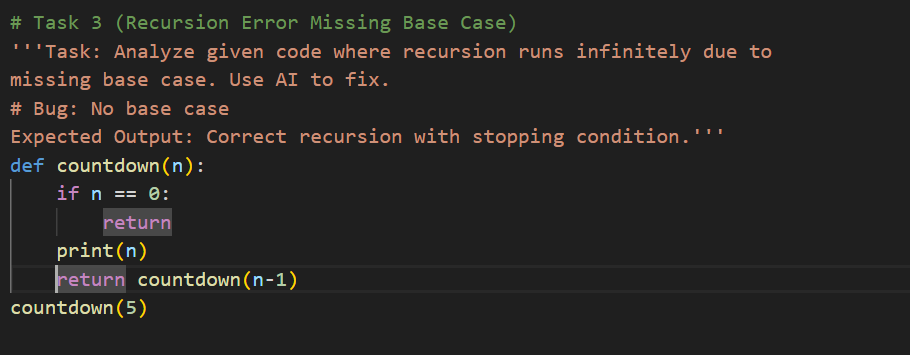 # Task 3 (Recursion Error Missing Base Case)
'''Task: Analyze given code where recursion runs infinitely due to
missing base case. Use AI to fix.
# Bug: No base case
Expected Output: Correct recursion with stopping condition.'''
def countdown(n):
    if n == 0:
        return
    print(n)
    return countdown(n-1)
countdown(5)